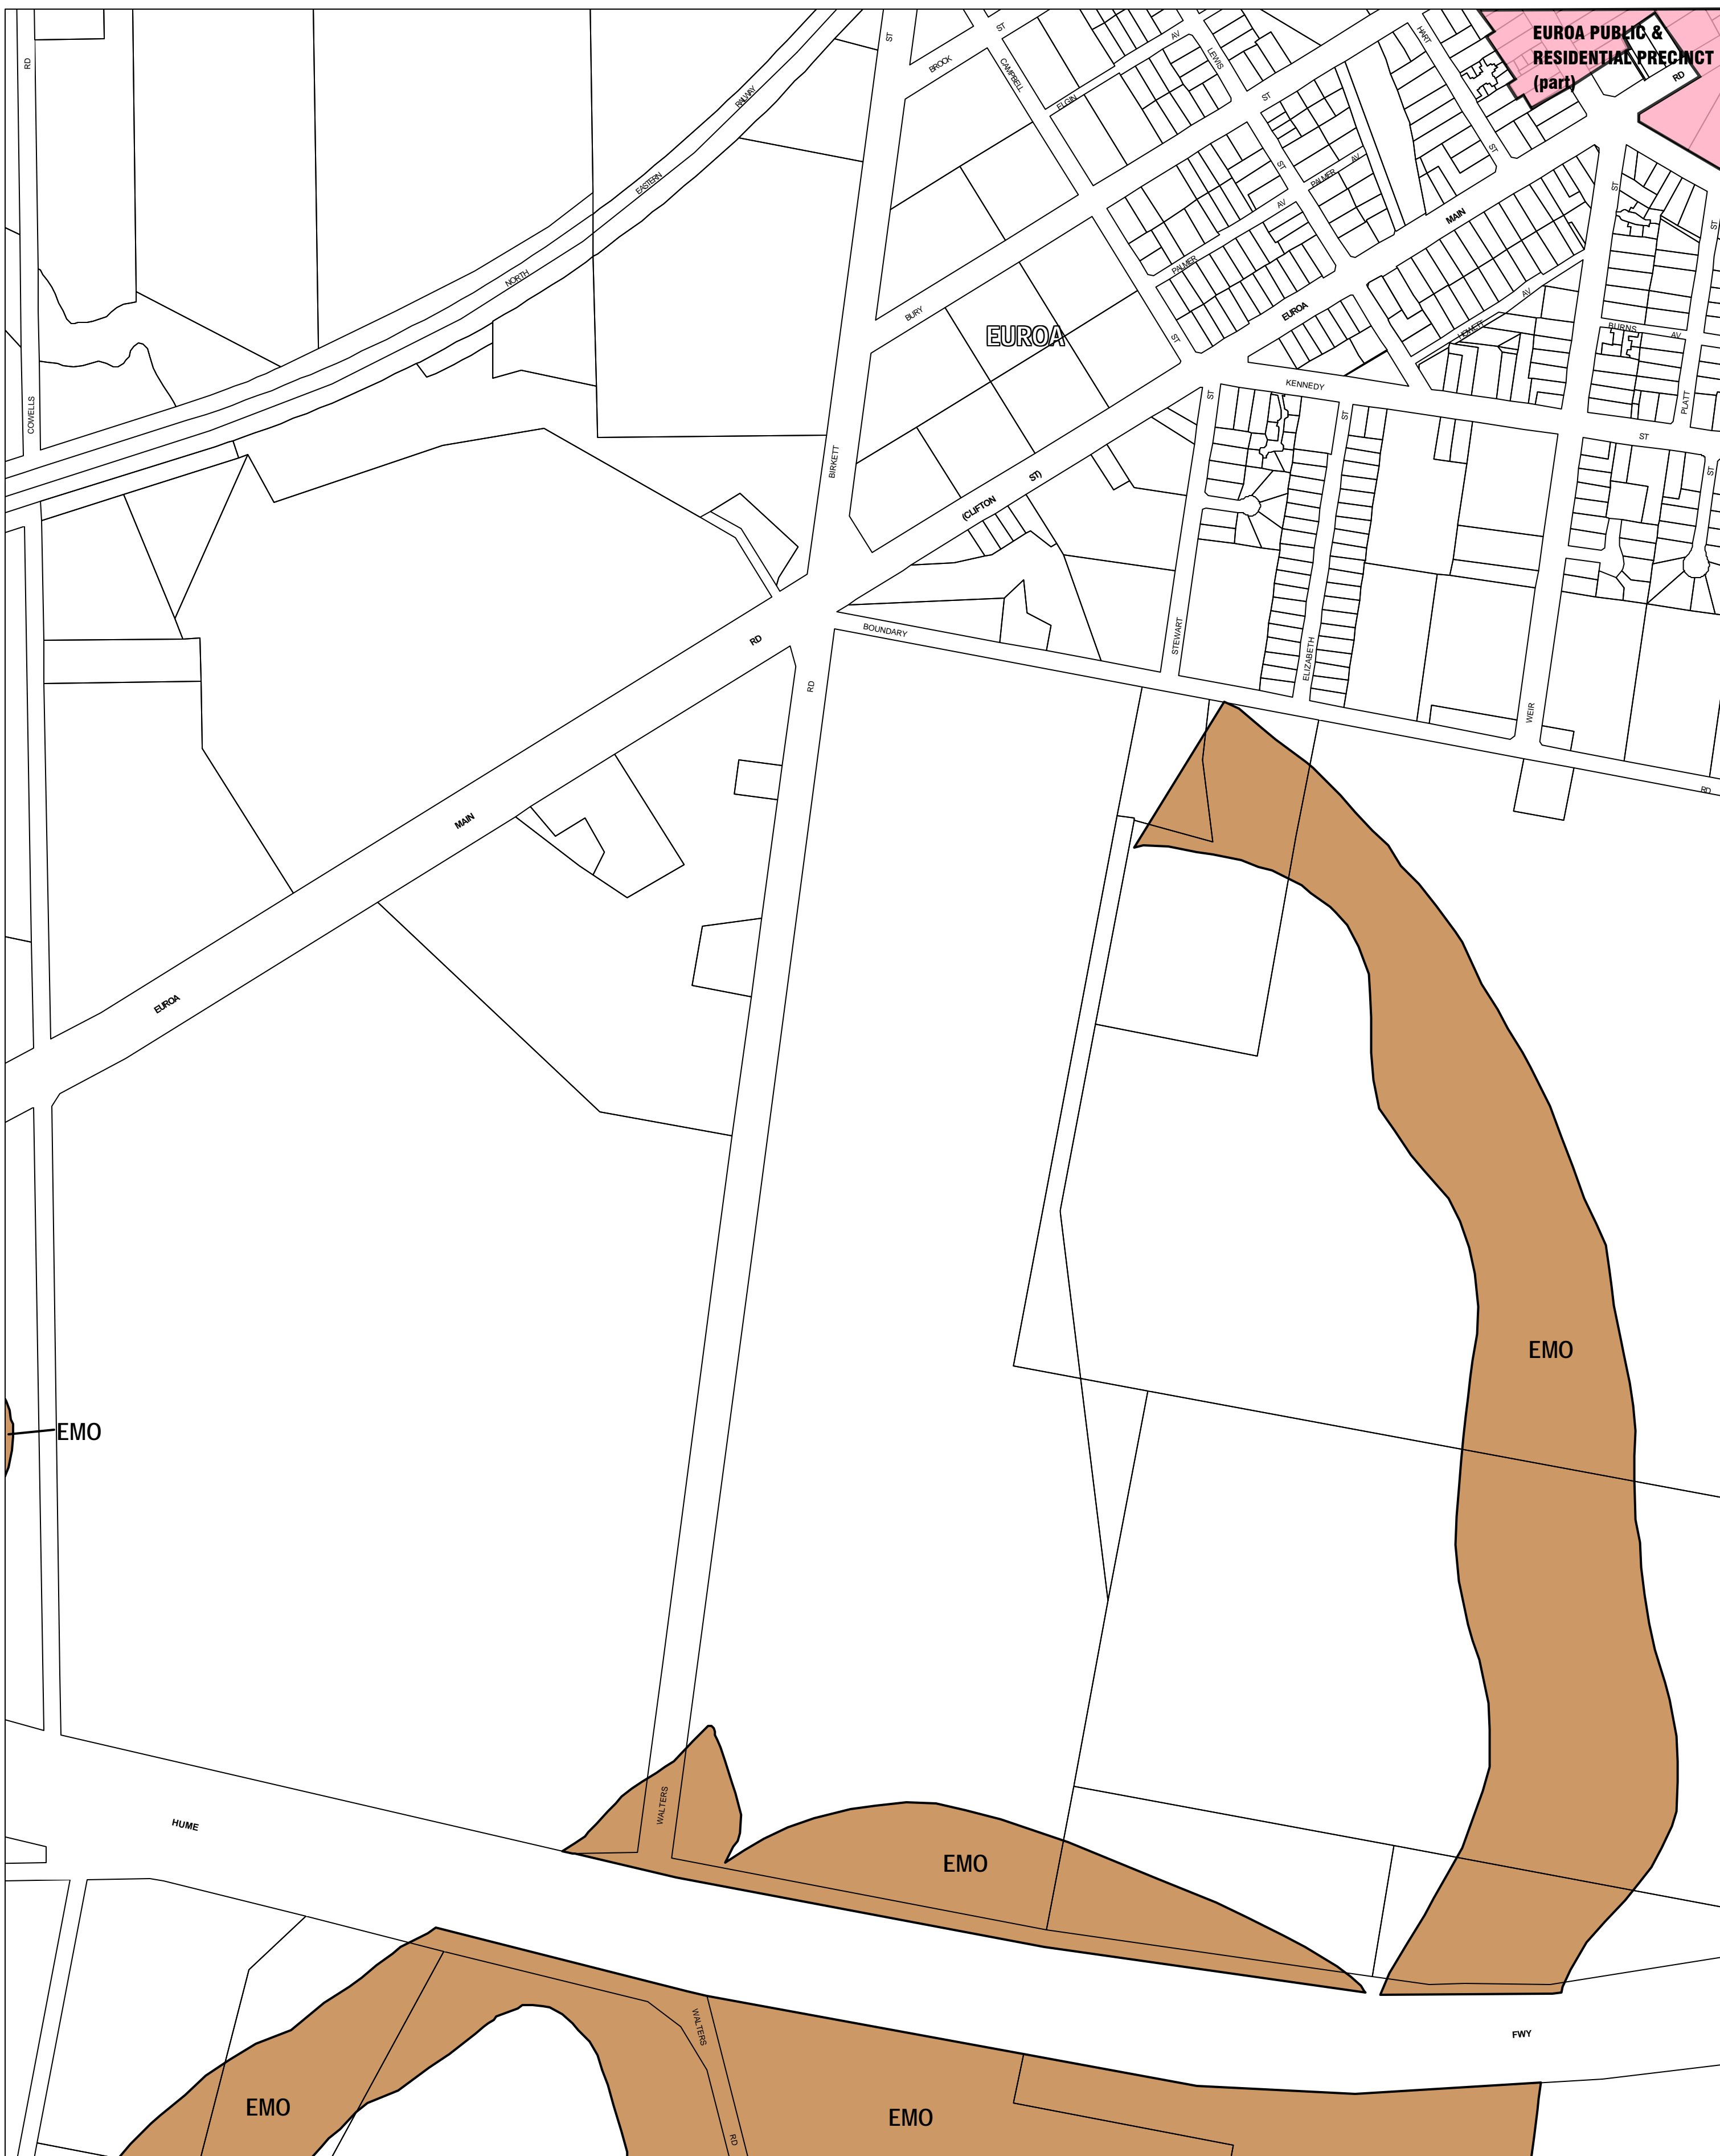 EUROA PUBLIC &
RESIDENTIAL PRECINCT
(part)
RD
RD
ST
BROCK
ST
CAMPBELL
AV
ELGIN
LEWIS
ST
HART
ST
ST
PALMER
AV
AV
PALMER
MAIN
ST
ST
RAILWAY
EASTERN
NORTH
BURY
EUROA
EUROA
ST
AV
HEWITT
BURNS
AV
KENNEDY
ST
ST
PLATT
ST
ST
COWELLS
BIRKETT
(CLIFTON
ST)
BOUNDARY
STEWART
ELIZABETH
WEIR
RD
RD
RD
MAIN
EUROA
EMO
EMO
WALTERS
HUME
EMO
WALTERS
RD
FWY
EMO
EMO